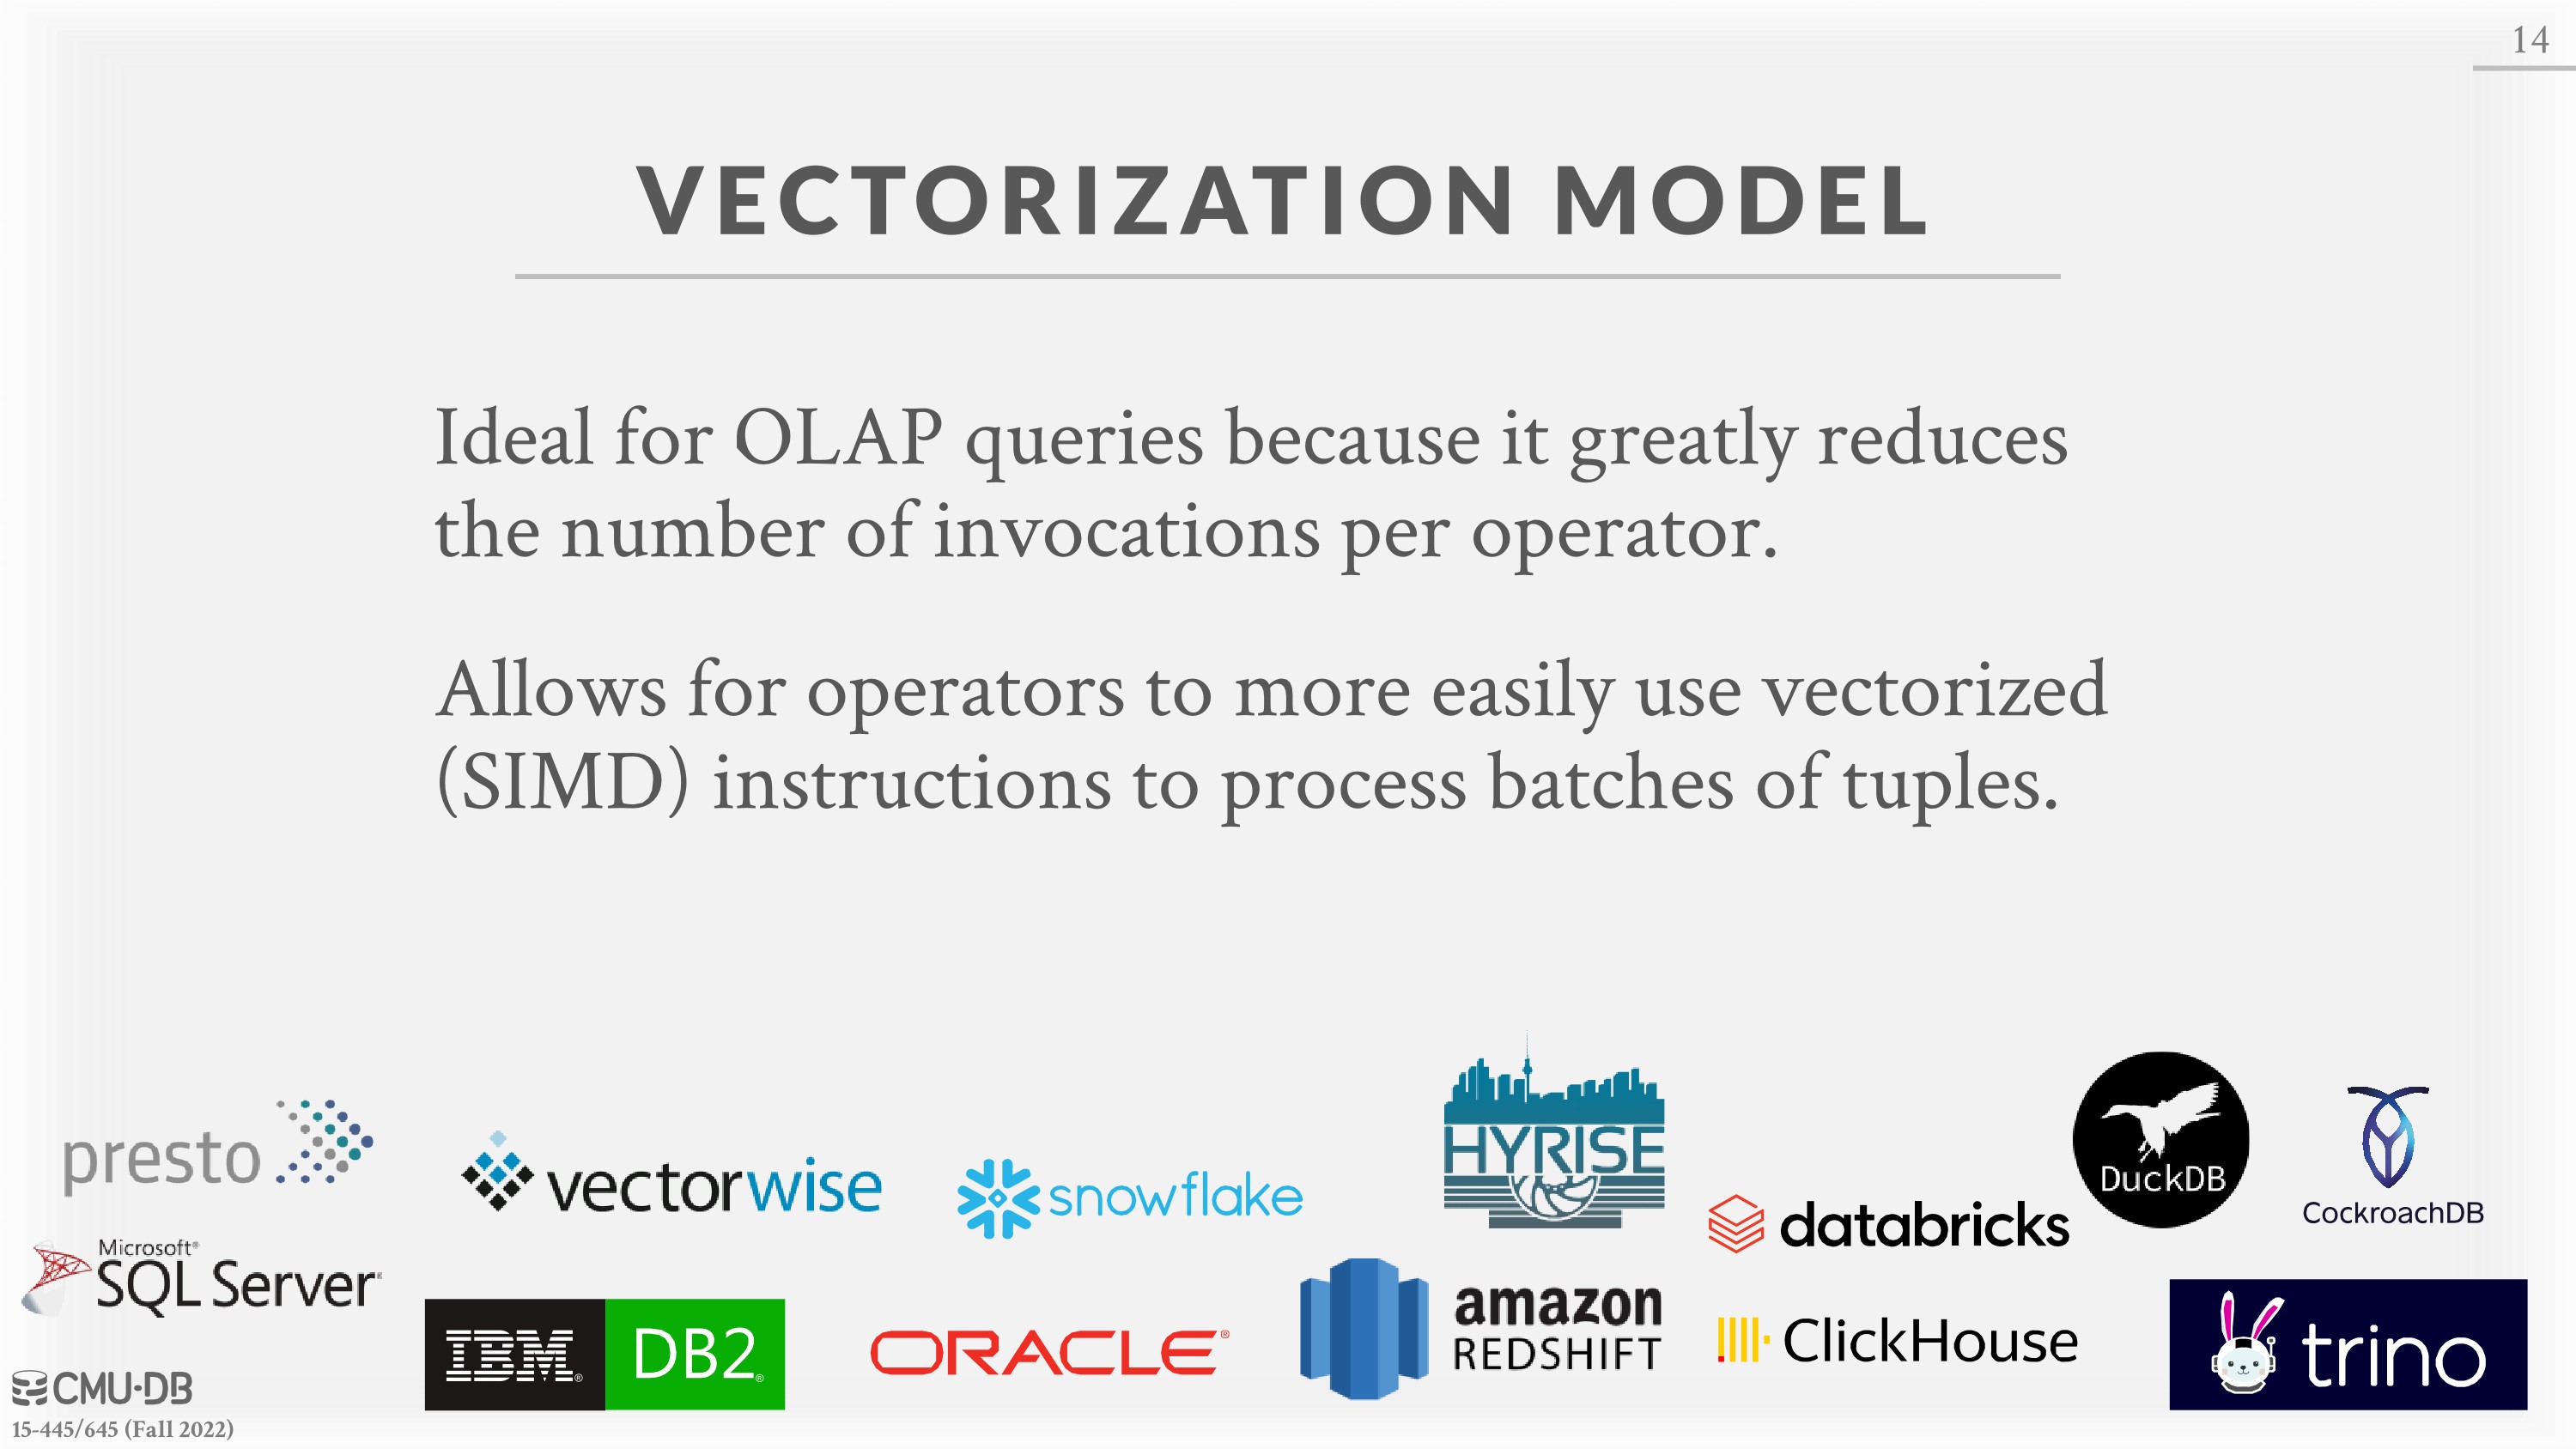 14
VECTORIZATION MODEL
Ideal for OLAP queries because it greatly reduces
the number of invocations per operator.
Allows for operators to more easily use vectorized
(SIMD) instructions to process batches of tuples.
presto
vectorwise
snowflake
HYRISE
databricks
DuckDB
CockroachDB
Microsoft®
SQL Server
IBM® DB2®
ORACLE®
amazon
REDSHIFT
ClickHouse
trino
CMU·DB
15-445/645 (Fall 2022)